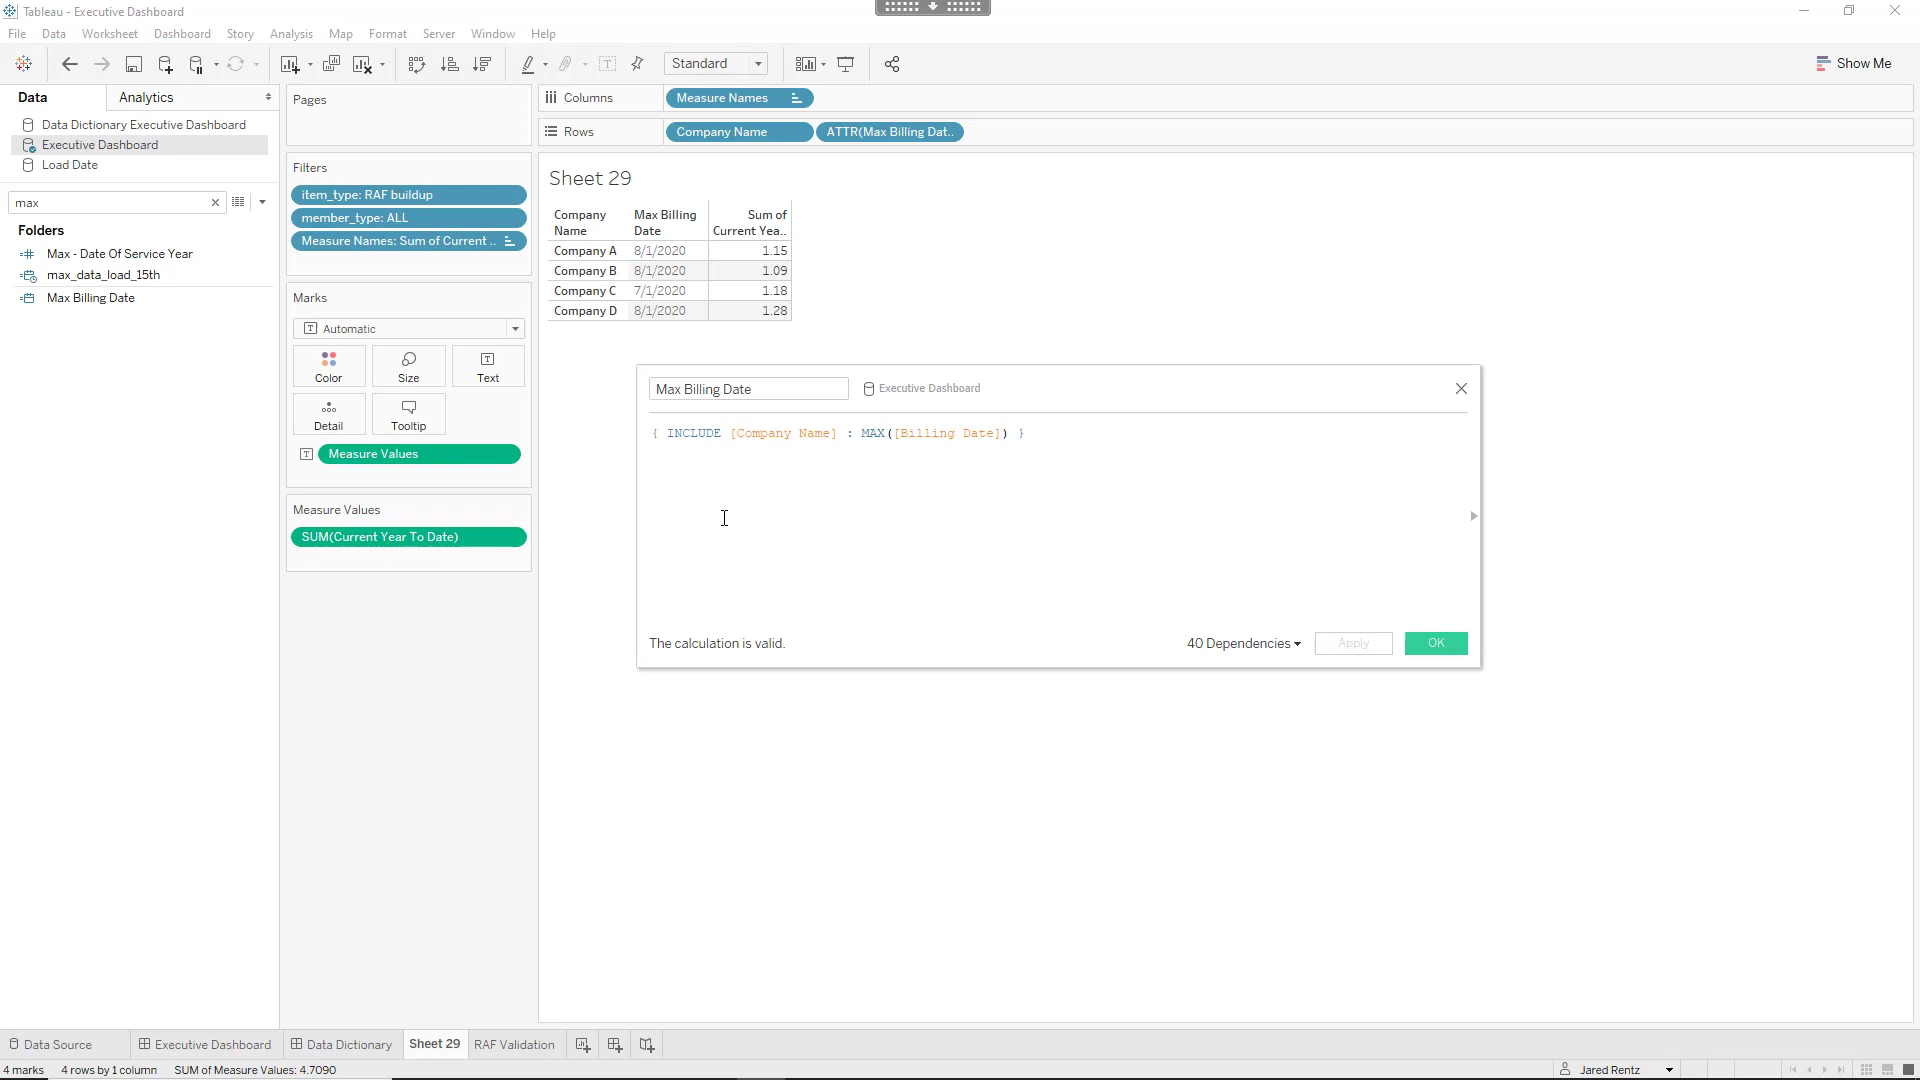 Tableau - Executive Dashboard
File Data Worksheet Dashboard Story Analysis Map Format Server Window Help
Standard
Show Me
Data Analytics
Data Dictionary Executive Dashboard
Executive Dashboard
Load Date
max
Folders
Max - Date Of Service Year
max_data_load_15th
Max Billing Date
Pages
Filters
item_type: RAF buildup
member_type: ALL
Measure Names: Sum of Current ..
Marks
Automatic
Color Size Text
Detail Tooltip
Measure Values
Measure Values
SUM(Current Year To Date)
Columns Measure Names
Rows Company Name ATTR(Max Billing Dat..
Sheet 29
Company Name Max Billing Date Sum of Current Yea..
Company A 8/1/2020 1.15
Company B 8/1/2020 1.09
Company C 7/1/2020 1.18
Company D 8/1/2020 1.28
Max Billing Date Executive Dashboard
{ INCLUDE [Company Name] : MAX([Billing Date]) }
The calculation is valid. 40 Dependencies Apply OK
Data Source Executive Dashboard Data Dictionary Sheet 29 RAF Validation
4 marks 4 rows by 1 column SUM of Measure Values: 4.7090 Jared Rentz